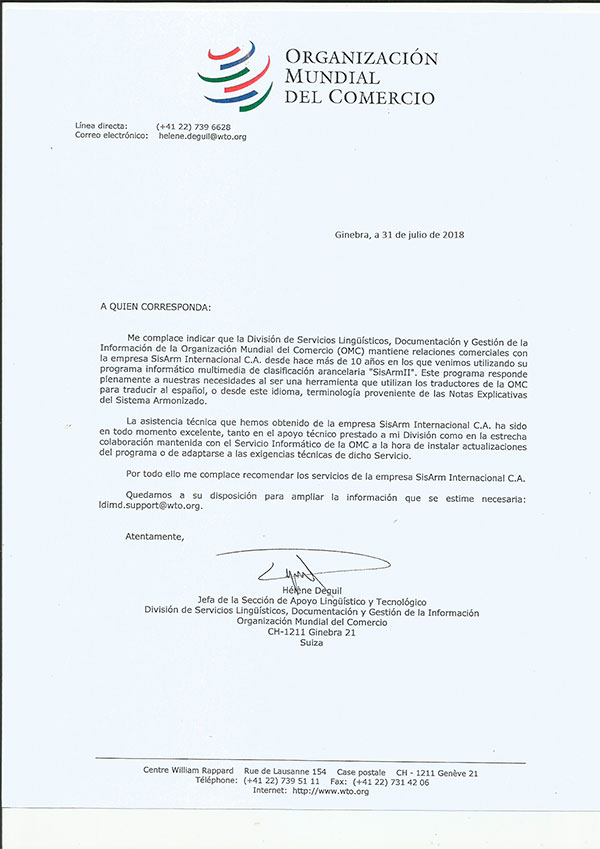 ORGANIZACIÓN
MUNDIAL
DEL COMERCIO
Línea directa: (+41 22) 739 6628
Correo electrónico: helene.deguil@wto.org
Ginebra, a 31 de julio de 2018
A QUIEN CORRESPONDA:
Me complace indicar que la División de Servicios Lingüísticos, Documentación y Gestión de la
Información de la Organización Mundial del Comercio (OMC) mantiene relaciones comerciales con
la empresa SisArm Internacional C.A. desde hace más de 10 años en los que venimos utilizando su
programa informático multimedia de clasificación arancelaria "SisArmII". Este programa responde
plenamente a nuestras necesidades al ser una herramienta que utilizan los traductores de la OMC
para traducir al español, o desde este idioma, terminología proveniente de las Notas Explicativas
del Sistema Armonizado.
La asistencia técnica que hemos obtenido de la empresa SisArm Internacional C.A. ha sido
en todo momento excelente, tanto en el apoyo técnico prestado a mi División como en la estrecha
colaboración mantenida con el Servicio Informático de la OMC a la hora de instalar actualizaciones
del programa o de adaptarse a las exigencias técnicas de dicho Servicio.
Por todo ello me complace recomendar los servicios de la empresa SisArm Internacional C.A.
Quedamos a su disposición para ampliar la información que se estime necesaria:
ldimd.support@wto.org.
Atentamente,
Hélène Deguil
Jefa de la Sección de Apoyo Lingüístico y Tecnológico
División de Servicios Lingüísticos, Documentación y Gestión de la Información
Organización Mundial del Comercio
CH-1211 Ginebra 21
Suiza
Centre William Rappard Rue de Lausanne 154 Case postale CH - 1211 Genève 21
Téléphone: (+41 22) 739 51 11 Fax: (+41 22) 731 42 06
Internet: http://www.wto.org